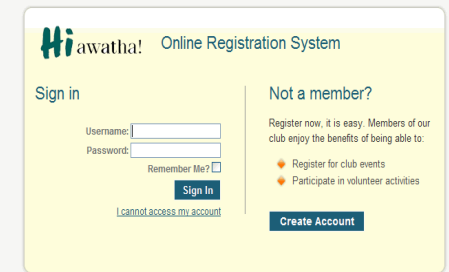 Hiawatha! Online Registration System
Sign in
Username:
Password:
Remember Me?
Sign In
I cannot access my account
Not a member?
Register now, it is easy. Members of our
club enjoy the benefits of being able to:
Register for club events
Participate in volunteer activities
Create Account